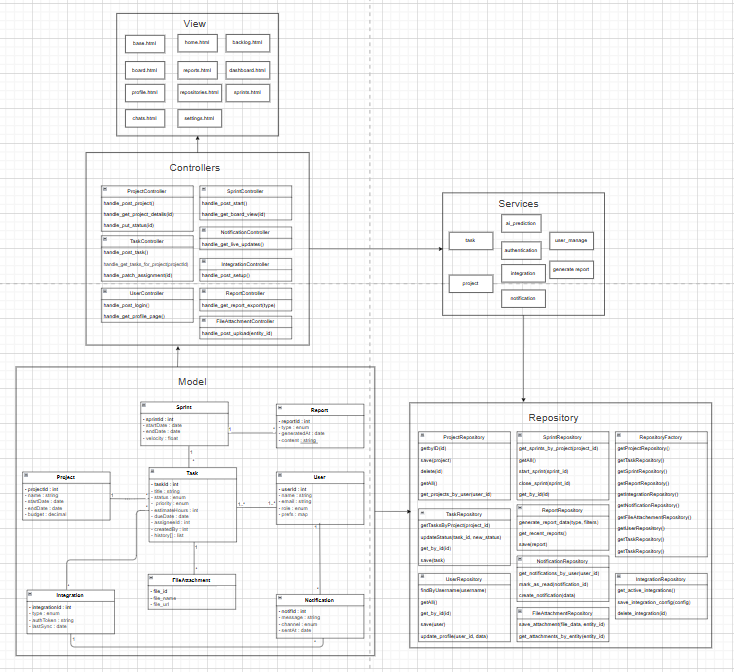 View
base.html
home.html
backlog.html
board.html
reports.html
dashboard.html
profile.html
repositories.html
sprints.html
chats.html
settings.html
Controllers
ProjectController
handle_post_project()
handle_get_project_details(id)
handle_put_status(id)
TaskController
handle_post_task()
handle_get_tasks_for_project(projectId)
handle_patch_assignment(id)
UserController
handle_post_login()
handle_get_profile_page()
SprintController
handle_post_start()
handle_get_board_view(id)
NotificationController
handle_get_live_updates()
IntegrationController
handle_post_setup()
ReportController
handle_get_report_export(type)
FileAttachmentController
handle_post_upload(entity_id)
Services
ai_prediction
task
user_manage
authentication
integration
generate report
project
notification
Model
Sprint
- sprintId : int
- startDate : date
- endDate : date
- velocity : float
Report
- reportId : int
- type : enum
- generatedAt : date
- content : string
Project
- projectId : int
- name : string
- startDate : date
- endDate : date
- budget : decimal
Task
- taskId : int
- title : string
- status : enum
- priority : enum
- estimateHours : int
- dueDate : date
- assigneeId : int
- createdBy : int
- history[] : list
User
- userId : int
- name : string
- email : string
- role : enum
- prefs : map
Integration
- integrationId : int
- type : enum
- authToken : string
- lastSync : date
FileAttachment
- file_id
- file_name
- file_url
Notification
- notifId : int
- message : string
- channel : enum
- sentAt : date
1
1
*
1
*
1..*
1..*
1
*
*
1
*
1
*
Repository
ProjectRepository
getbyID(id)
save(project)
delete(id)
getAll()
get_projects_by_user(user_id)
TaskRepository
getTasksByProject(project_id)
updateStatus(task_id, new_status)
get_by_id(id)
save(task)
UserRepository
findByUsername(username)
getAll()
get_by_id(id)
save(user)
update_profile(user_id, data)
SprintRepository
get_sprints_by_project(project_id)
getAll()
start_sprint(sprint_id)
close_sprint(sprint_id)
get_by_id(id)
ReportRepository
generate_report_data(type, filters)
get_recent_reports()
save(report)
NotificationRepository
get_notifications_by_user(user_id)
mark_as_read(notification_id)
create_notification(data)
FileAttachmentRepository
save_attachment(file_data, entity_id)
get_attachments_by_entity(entity_id)
RepositoryFactory
getProjectRepository()
getTaskRepository()
getSprintRepository()
getReportRepository()
getIntegrationRepository()
getNotificationRepository()
getFileAttachementRepository()
getUserRepository()
getTaskRepository()
getTaskRepository()
IntegrationRepository
get_active_integrations()
save_integration_config(config)
delete_integration(id)